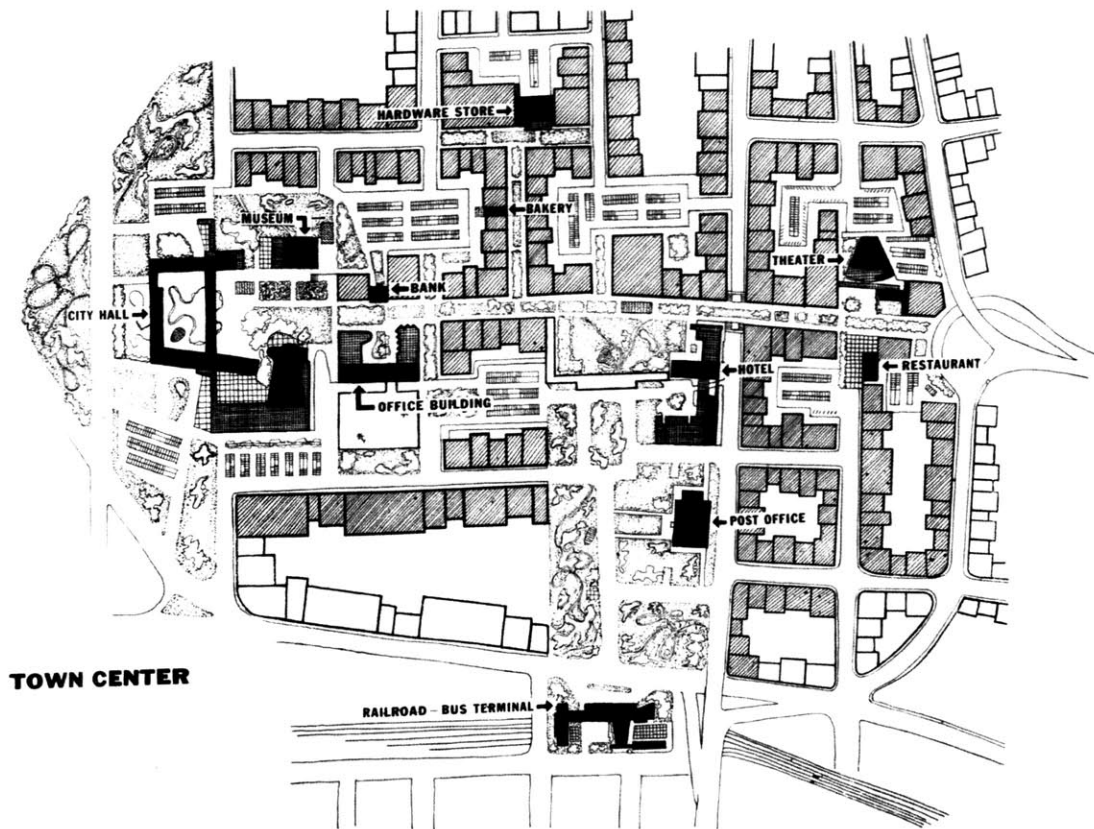 HARDWARE STORE
MUSEUM
BAKERY
THEATER
BANK
CITY HALL
RESTAURANT
HOTEL
OFFICE BUILDING
POST OFFICE
TOWN CENTER
RAILROAD - BUS TERMINAL